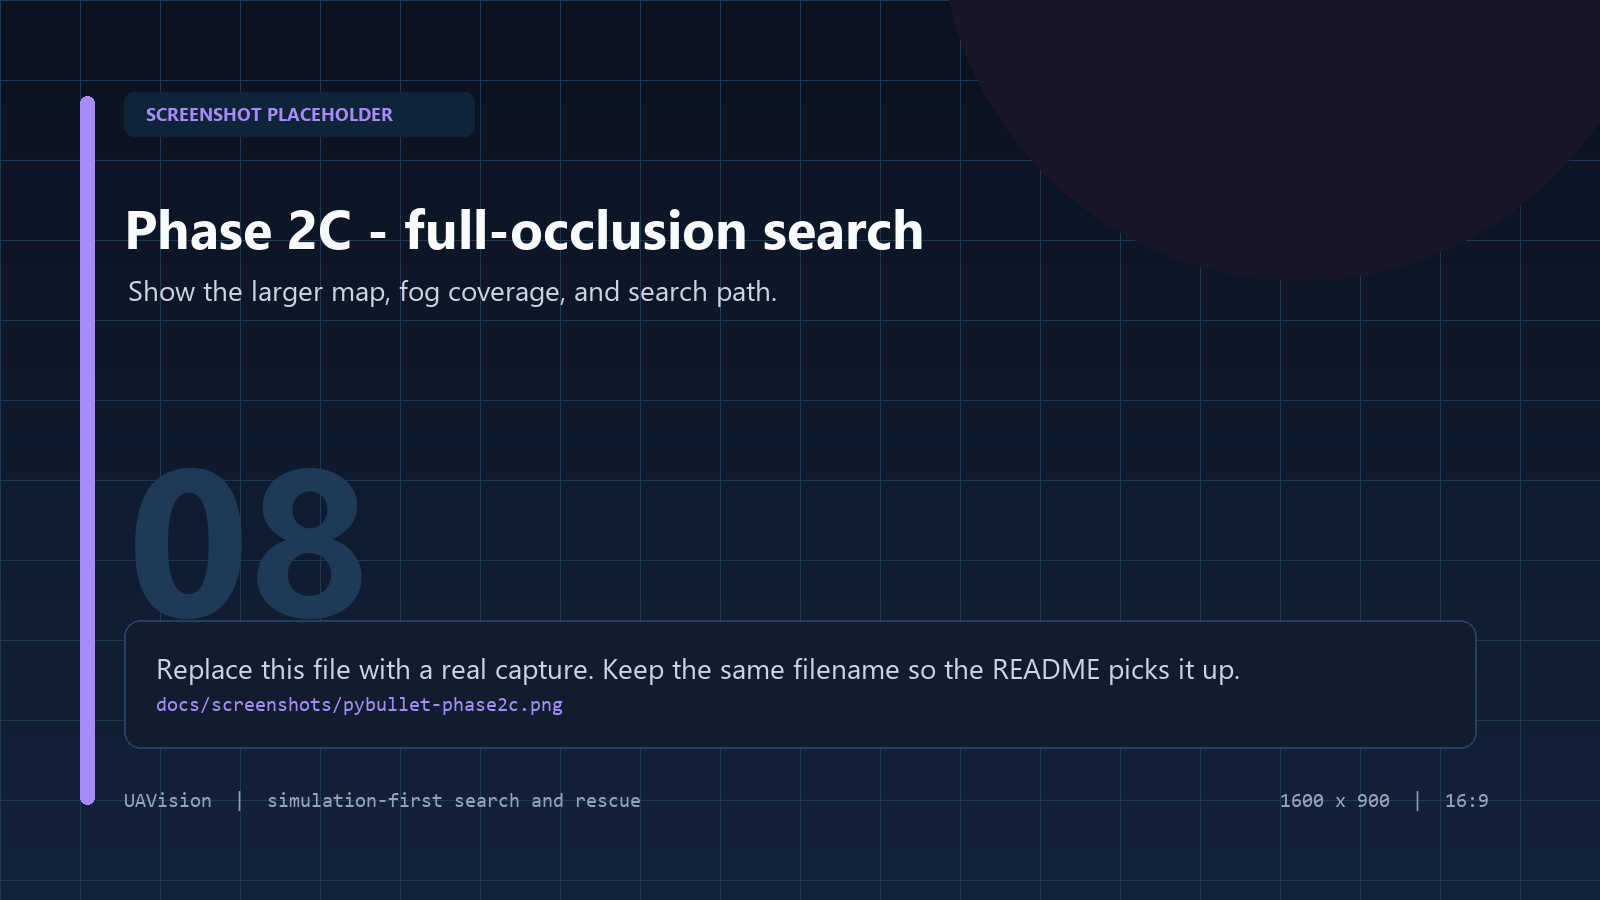 SCREENSHOT PLACEHOLDER
Phase 2C - full-occlusion search
Show the larger map, fog coverage, and search path.
08
Replace this file with a real capture. Keep the same filename so the README picks it up.
docs/screenshots/pybullet-phase2c.png
UAVision | simulation-first search and rescue
1600 x 900 | 16:9